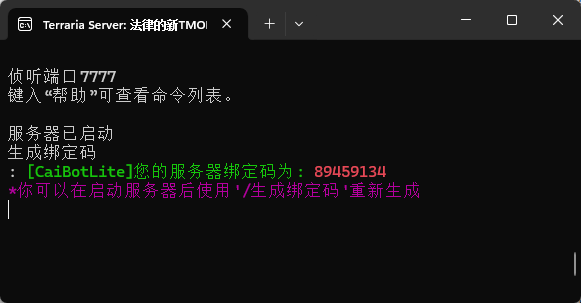 Terraria Server: 法律的新TMOD
侦听端口7777
键入“帮助”可查看命令列表。
服务器已启动
生成绑定码
: [CaiBotLite]您的服务器绑定码为: 89459134
*你可以在启动服务器后使用'/生成绑定码'重新生成